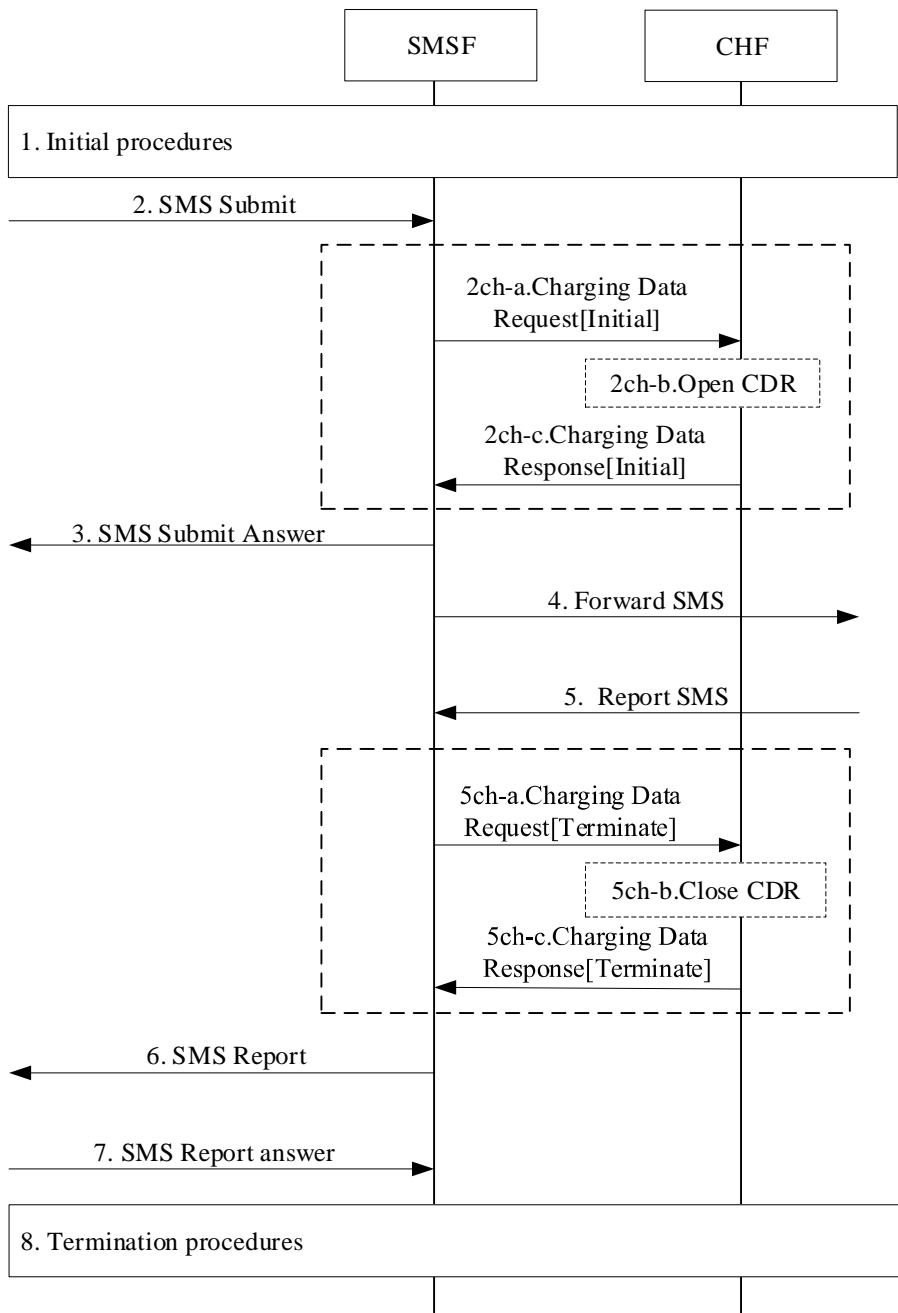 SMSF
CHF
1. Initial procedures
2. SMS Submit
2ch-a.Charging Data
Request[Initial]
2ch-b.Open CDR
2ch-c.Charging Data
Response[Initial]
3. SMS Submit Answer
4. Forward SMS
5. Report SMS
5ch-a.Charging Data
Request[Terminate]
5ch-b.Close CDR
5ch-c.Charging Data
Response[Terminate]
6. SMS Report
7. SMS Report answer
8. Termination procedures